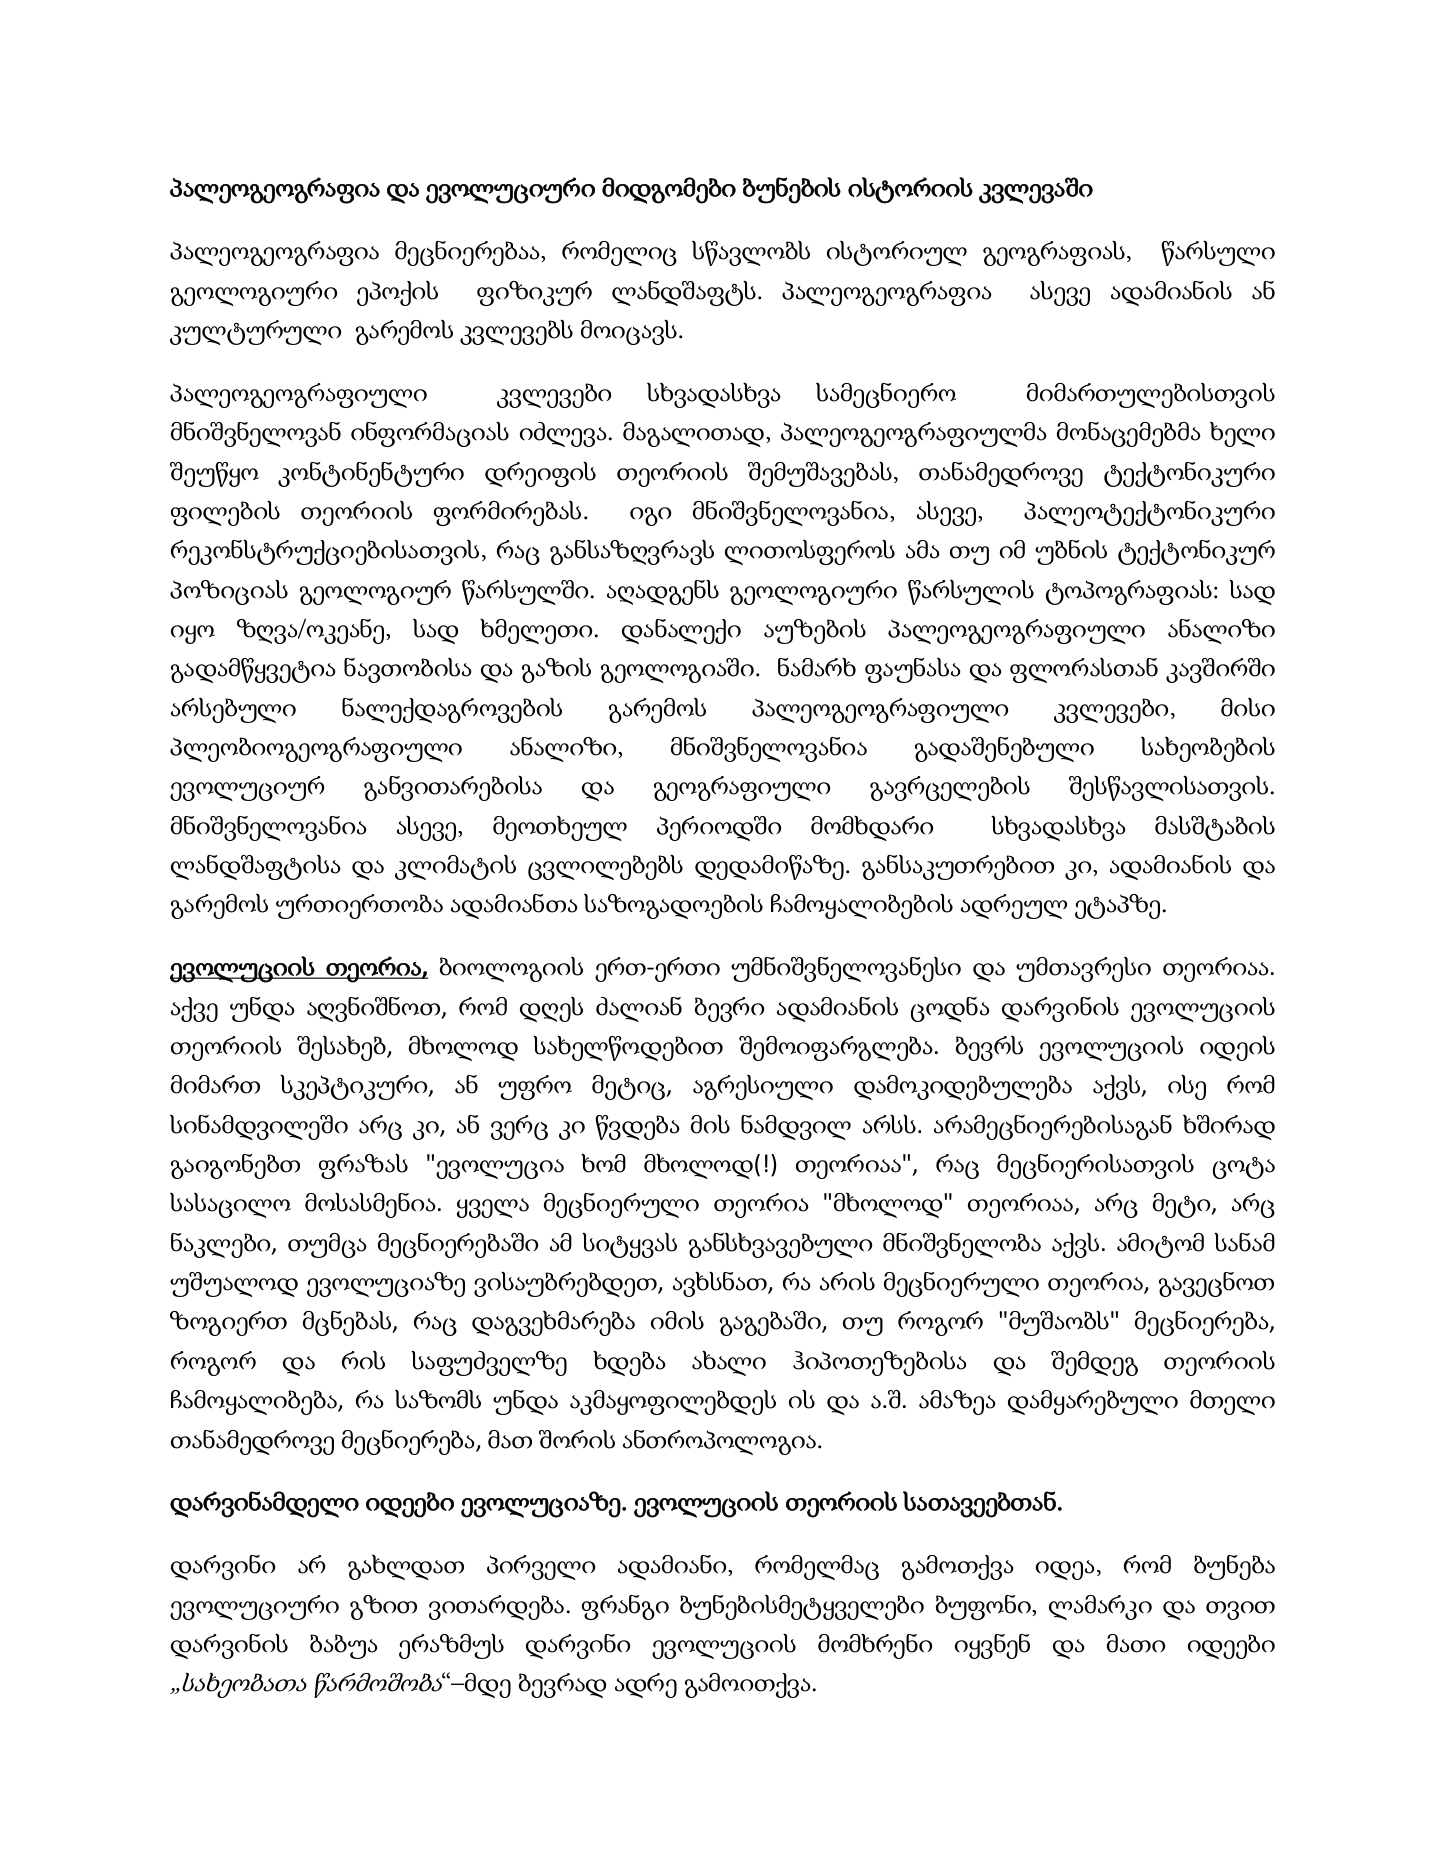 პალეოგეოგრაფია და ევოლუციური მიდგომები ბუნების ისტორიის კვლევაში
პალეოგეოგრაფია მეცნიერებაა, რომელიც სწავლობს ისტორიულ გეოგრაფიას, წარსული
გეოლოგიური ეპოქის ფიზიკურ ლანდშაფტს. პალეოგეოგრაფია ასევე ადამიანის ან
კულტურული გარემოს კვლევებს მოიცავს.
პალეოგეოგრაფიული კვლევები სხვადასხვა სამეცნიერო მიმართულებისთვის
მნიშვნელოვან ინფორმაციას იძლევა. მაგალითად, პალეოგეოგრაფიულმა მონაცემებმა ხელი
შეუწყო კონტინენტური დრეიფის თეორიის შემუშავებას, თანამედროვე ტექტონიკური
ფილების თეორიის ფორმირებას. იგი მნიშვნელოვანია, ასევე, პალეოტექტონიკური
რეკონსტრუქციებისათვის, რაც განსაზღვრავს ლითოსფეროს ამა თუ იმ უბნის ტექტონიკურ
პოზიციას გეოლოგიურ წარსულში. აღადგენს გეოლოგიური წარსულის ტოპოგრაფიას: სად
იყო ზღვა/ოკეანე, სად ხმელეთი. დანალექი აუზების პალეოგეოგრაფიული ანალიზი
გადამწყვეტია ნავთობისა და გაზის გეოლოგიაში. ნამარხ ფაუნასა და ფლორასთან კავშირში
არსებული ნალექდაგროვების გარემოს პალეოგეოგრაფიული კვლევები, მისი
პლეობიოგეოგრაფიული ანალიზი, მნიშვნელოვანია გადაშენებული სახეობების
ევოლუციურ განვითარებისა და გეოგრაფიული გავრცელების შესწავლისათვის.
მნიშვნელოვანია ასევე, მეოთხეულ პერიოდში მომხდარი სხვადასხვა მასშტაბის
ლანდშაფტისა და კლიმატის ცვლილებებს დედამიწაზე. განსაკუთრებით კი, ადამიანის და
გარემოს ურთიერთობა ადამიანთა საზოგადოების ჩამოყალიბების ადრეულ ეტაპზე.
ევოლუციის თეორია, ბიოლოგიის ერთ-ერთი უმნიშვნელოვანესი და უმთავრესი თეორიაა.
აქვე უნდა აღვნიშნოთ, რომ დღეს ძალიან ბევრი ადამიანის ცოდნა დარვინის ევოლუციის
თეორიის შესახებ, მხოლოდ სახელწოდებით შემოიფარგლება. ბევრს ევოლუციის იდეის
მიმართ სკეპტიკური, ან უფრო მეტიც, აგრესიული დამოკიდებულება აქვს, ისე რომ
სინამდვილეში არც კი, ან ვერც კი წვდება მის ნამდვილ არსს. არამეცნიერებისაგან ხშირად
გაიგონებთ ფრაზას "ევოლუცია ხომ მხოლოდ(!) თეორიაა", რაც მეცნიერისათვის ცოტა
სასაცილო მოსასმენია. ყველა მეცნიერული თეორია "მხოლოდ" თეორიაა, არც მეტი, არც
ნაკლები, თუმცა მეცნიერებაში ამ სიტყვას განსხვავებული მნიშვნელობა აქვს. ამიტომ სანამ
უშუალოდ ევოლუციაზე ვისაუბრებდეთ, ავხსნათ, რა არის მეცნიერული თეორია, გავეცნოთ
ზოგიერთ მცნებას, რაც დაგვეხმარება იმის გაგებაში, თუ როგორ "მუშაობს" მეცნიერება,
როგორ და რის საფუძველზე ხდება ახალი ჰიპოთეზებისა და შემდეგ თეორიის
ჩამოყალიბება, რა საზომს უნდა აკმაყოფილებდეს ის და ა.შ. ამაზეა დამყარებული მთელი
თანამედროვე მეცნიერება, მათ შორის ანთროპოლოგია.
დარვინამდელი იდეები ევოლუციაზე. ევოლუციის თეორიის სათავეებთან.
დარვინი არ გახლდათ პირველი ადამიანი, რომელმაც გამოთქვა იდეა, რომ ბუნება
ევოლუციური გზით ვითარდება. ფრანგი ბუნებისმეტყველები ბუფონი, ლამარკი და თვით
დარვინის ბაბუა ერაზმუს დარვინი ევოლუციის მომხრენი იყვნენ და მათი იდეები
„სახეობათა წარმოშობა“–მდე ბევრად ადრე გამოითქვა.